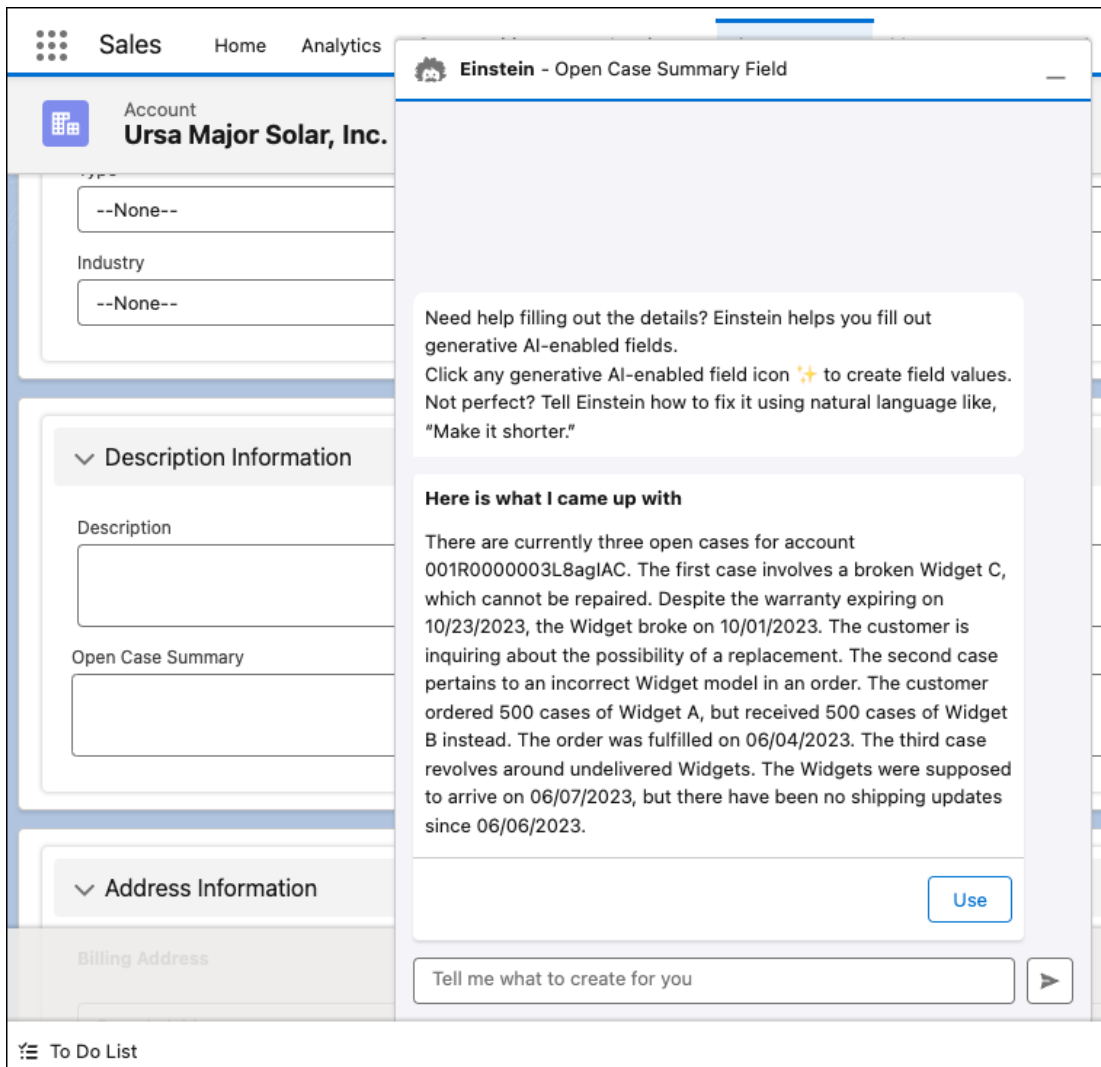 Sales
Home
Analytics
Einstein - Open Case Summary Field
Account
Ursa Major Solar, Inc.
--None--
Industry
--None--
Need help filling out the details? Einstein helps you fill out
generative AI-enabled fields.
Click any generative AI-enabled field icon ✨ to create field values.
Not perfect? Tell Einstein how to fix it using natural language like,
“Make it shorter.”
Description Information
Here is what I came up with
Description
There are currently three open cases for account
001R0000003L8agIAC. The first case involves a broken Widget C,
which cannot be repaired. Despite the warranty expiring on
10/23/2023, the Widget broke on 10/01/2023. The customer is
inquiring about the possibility of a replacement. The second case
pertains to an incorrect Widget model in an order. The customer
ordered 500 cases of Widget A, but received 500 cases of Widget
B instead. The order was fulfilled on 06/04/2023. The third case
revolves around undelivered Widgets. The Widgets were supposed
to arrive on 06/07/2023, but there have been no shipping updates
since 06/06/2023.
Open Case Summary
Address Information
Use
Billing Address
Tell me what to create for you
To Do List